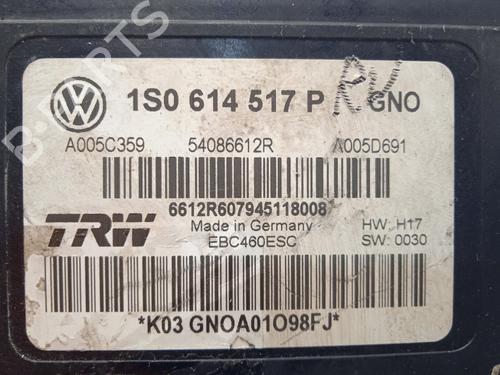 B-PARTS
1S0 614 517 P GNO
A005C359 54086612R A005D691
6612R607945118008
TRW
Made in Germany HW: H17
EBC460ESC SW: 0030
*K03 GNOA01O98FJ*